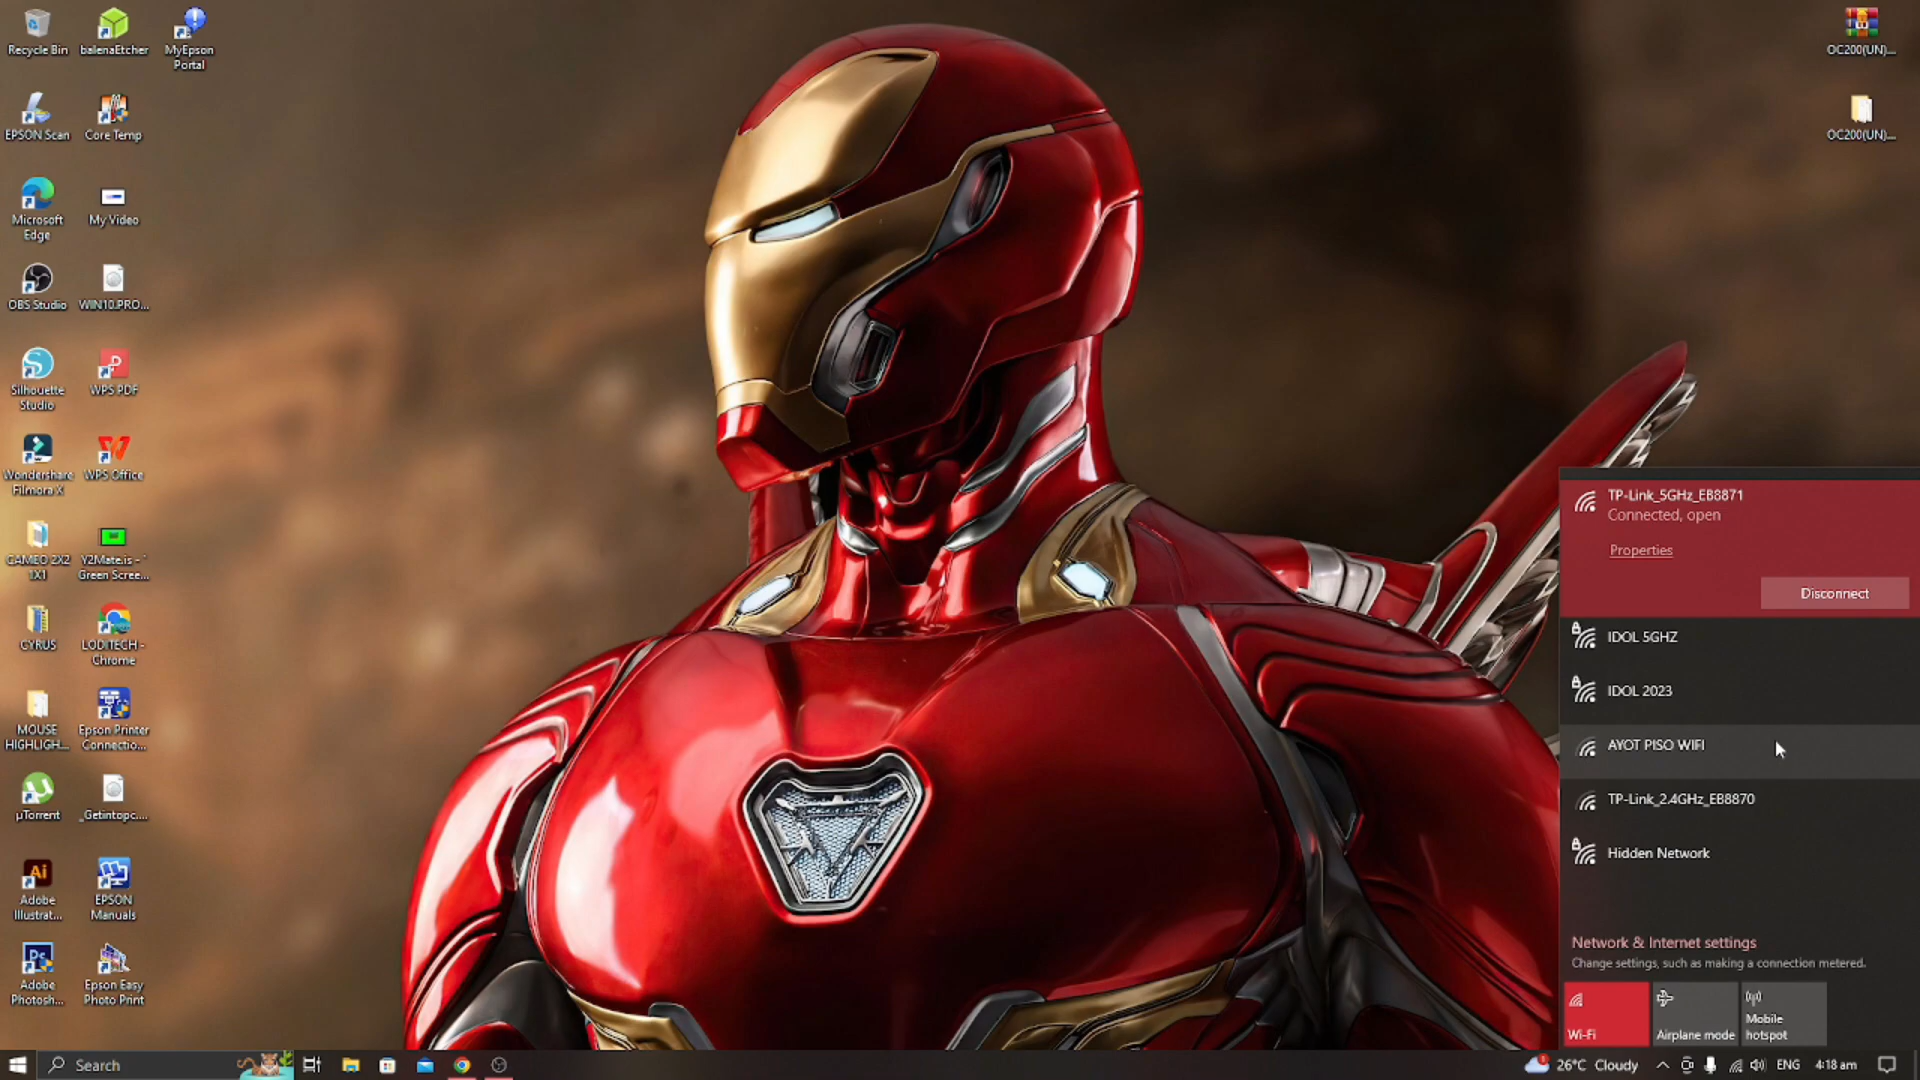 Recycle Bin
balenaEtcher
MyEpson
Portal
EPSON Scan
Core Temp
Microsoft
Edge
My Video
OBS Studio
WIN10.PRO...
Silhouette
Studio
WPS PDF
Wondershare
Filmora X
WPS Office
CAMEO 2X2
1X1
Y2Mate.is - '
Green Scree...
CYRUS
LODI TECH -
Chrome
MOUSE
HIGHLIGH...
Epson Printer
Connectio...
µTorrent
_Getintopc....
Adobe
Illustrat...
EPSON
Manuals
Adobe
Photosh...
Epson Easy
Photo Print
OC200(UN)...
OC200(UN)...
TP-Link_5GHz_EB8871
Connected, open
Properties
Disconnect
IDOL 5GHZ
IDOL 2023
AYOT PISO WIFI
TP-Link_2.4GHz_EB8870
Hidden Network
Network & Internet settings
Change settings, such as making a connection metered.
Wi-Fi
Airplane mode
Mobile
hotspot
Search
26°C Cloudy
ENG
4:18 am